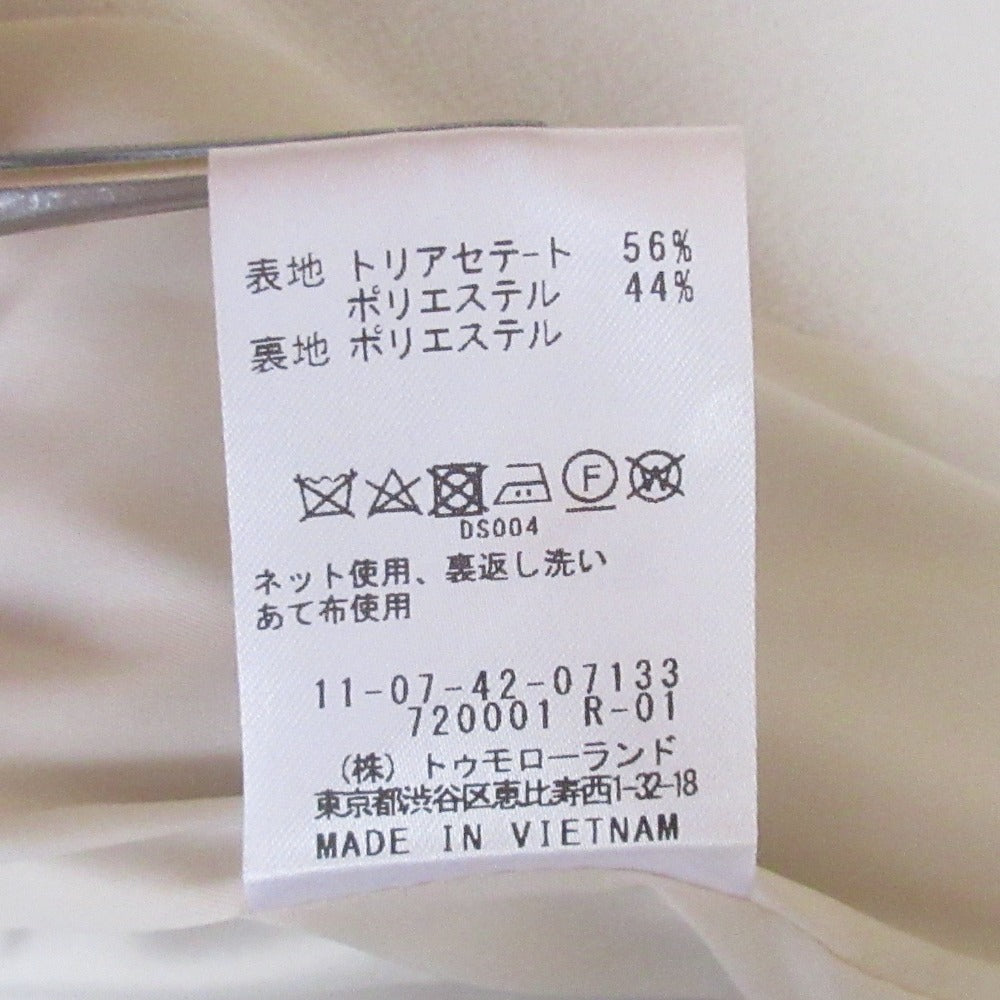 表地 トリアセテート 56%
ポリエステル 44%
裏地 ポリエステル
F W
DS004
ネット使用、裏返し洗い
あて布使用
11-07-42-07133
720001 R-01
(株) トゥモローランド
東京都渋谷区恵比寿西1-32-18
MADE IN VIETNAM